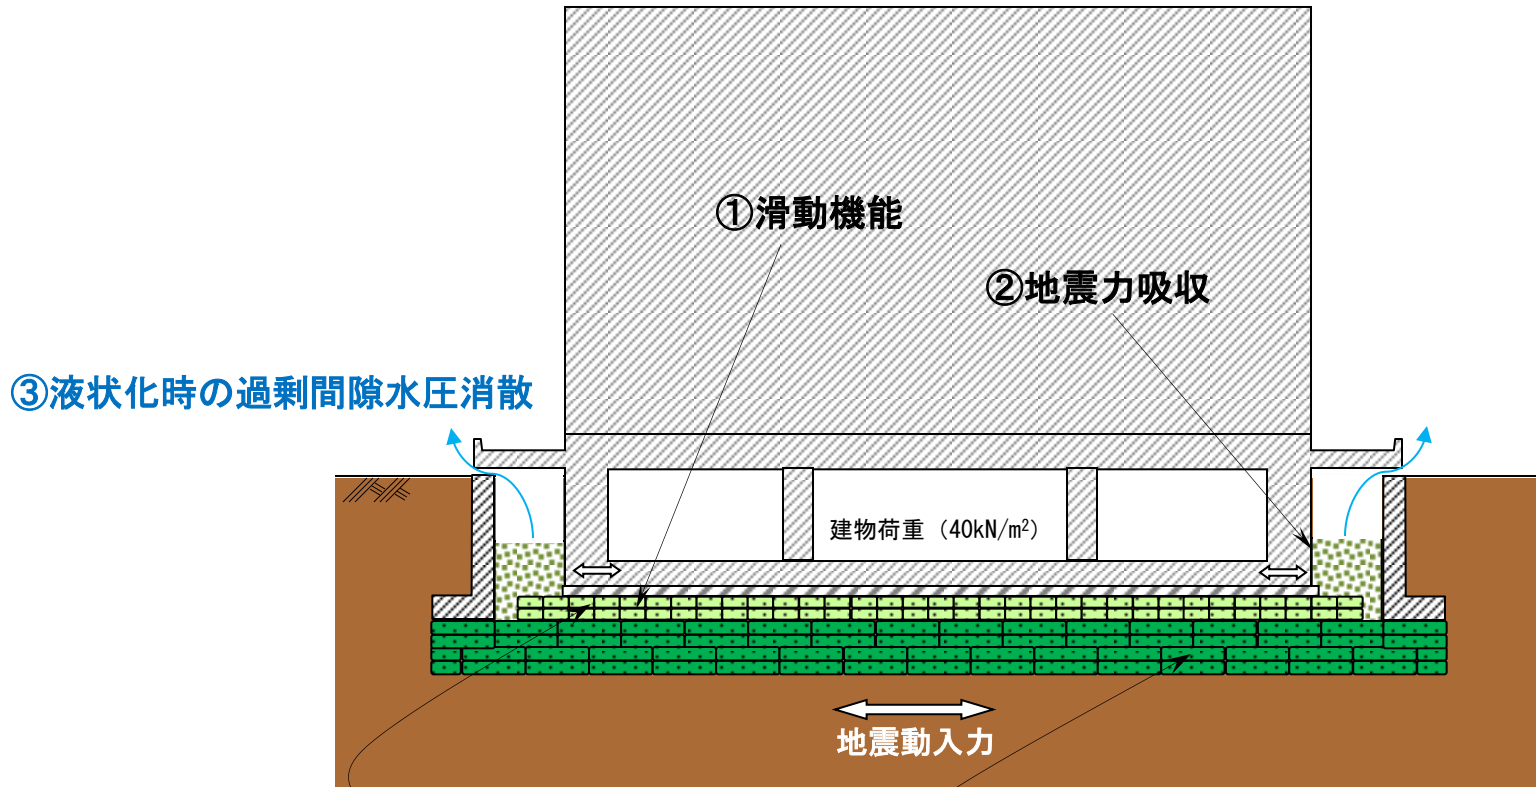 ①滑動機能
②地震力吸収
③液状化時の過剰間隙水圧消散
建物荷重（40kN/m²）
地震動入力